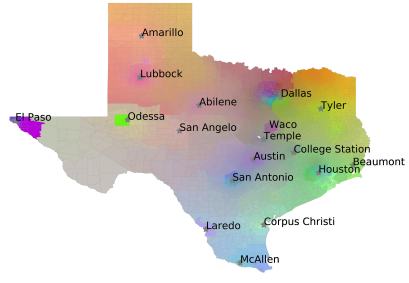 Amarillo
Lubbock
Dallas
Abilene
Tyler
El Paso
Odessa
San Angelo
Waco
Temple
College Station
Austin
Beaumont
San Antonio
Houston
Laredo
Corpus Christi
McAllen